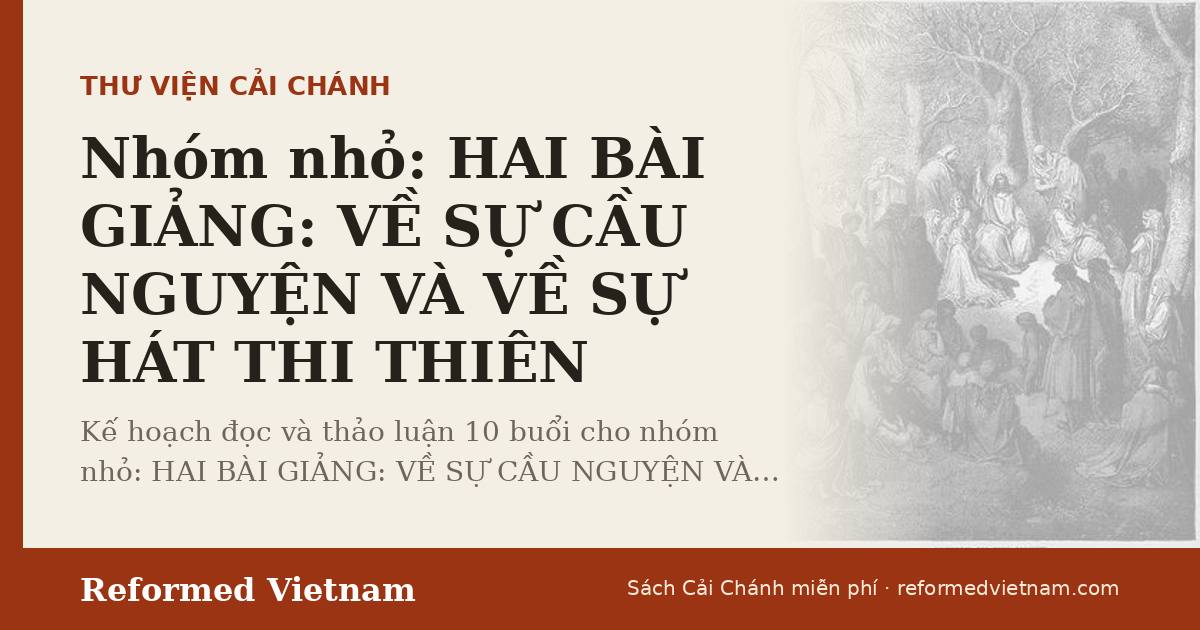 THƯ VIỆN CẢI CHÁNH
Nhóm nhỏ: HAI BÀI
GIẢNG: VỀ SỰ CẦU
NGUYỆN VÀ VỀ SỰ
HÁT THI THIÊN
Kế hoạch đọc và thảo luận 10 buổi cho nhóm
nhỏ: HAI BÀI GIẢNG: VỀ SỰ CẦU NGUYỆN VÀ...
Reformed Vietnam
Sách Cải Chánh miễn phí · reformedvietnam.com